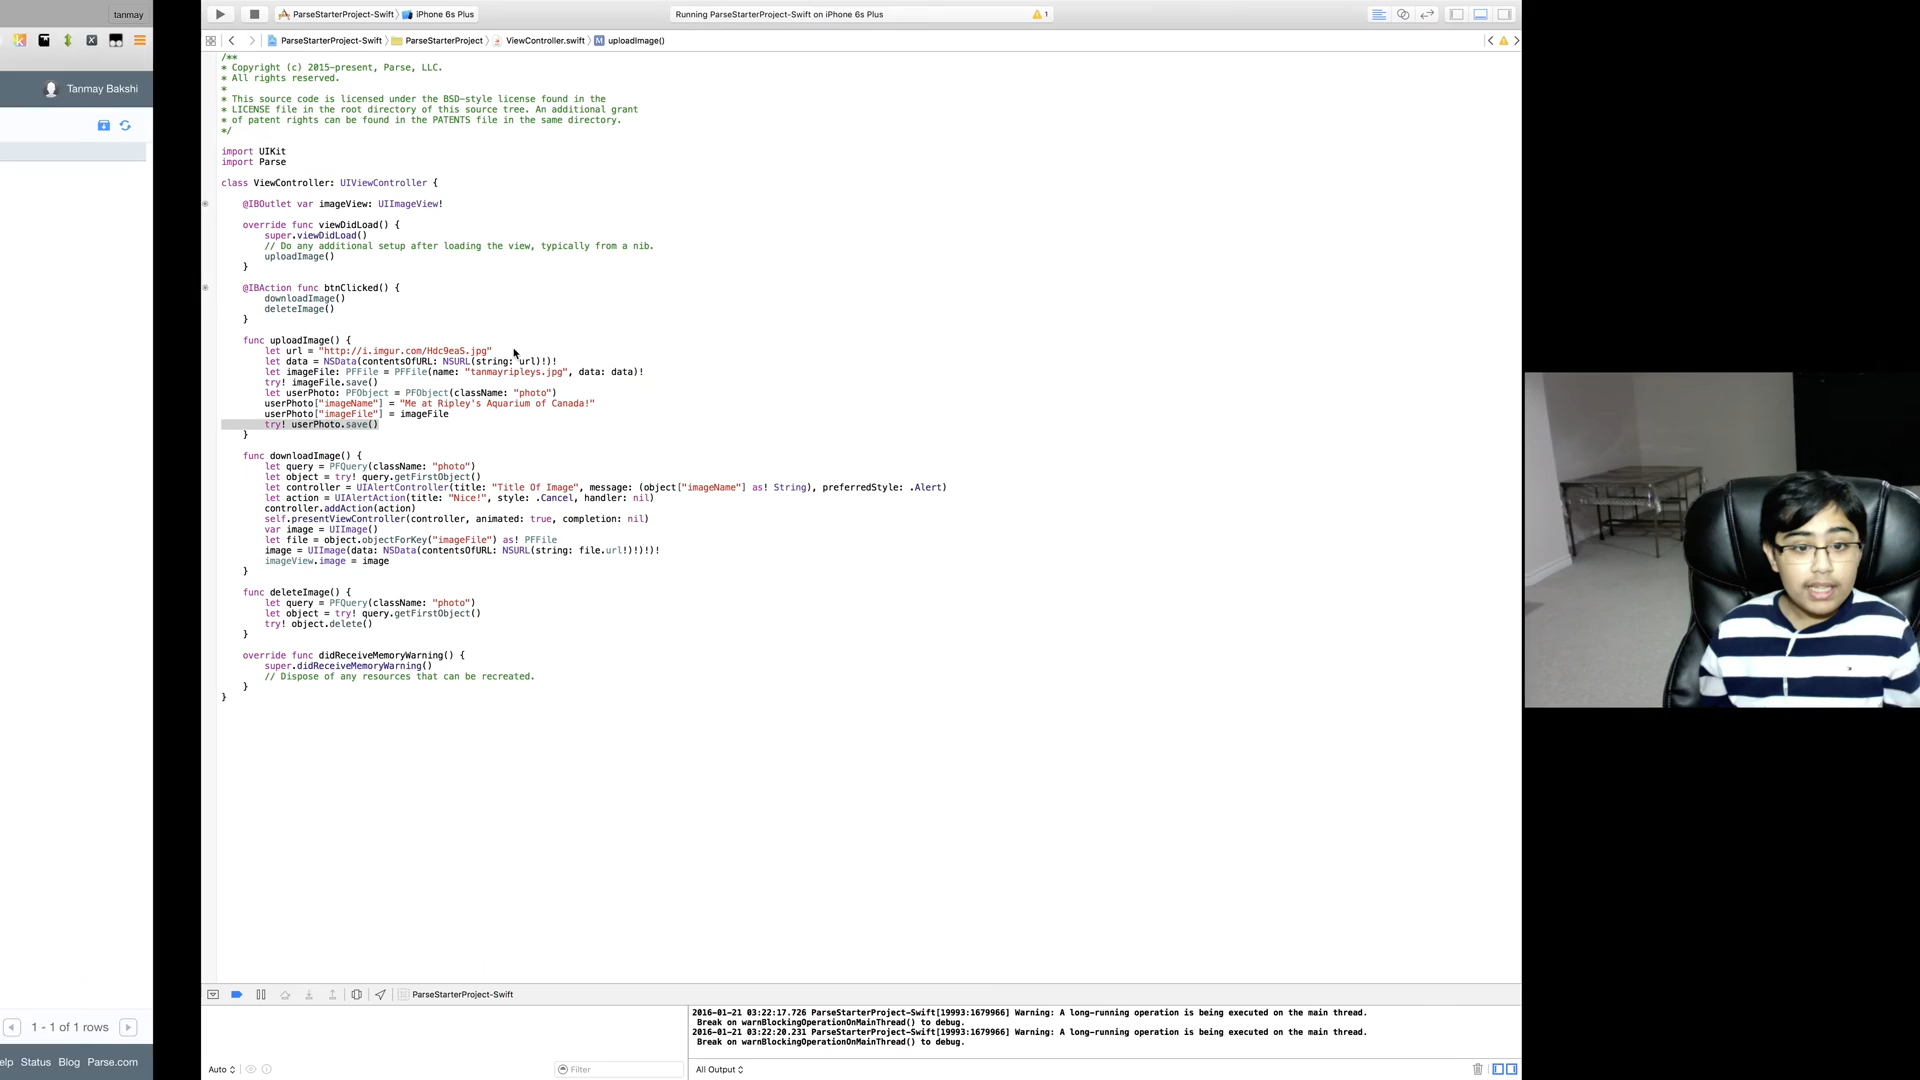 tanmay
Tanmay Bakshi
1 - 1 of 1 rows
elp Status Blog Parse.com
ParseStarterProject-Swift iPhone 6s Plus
Running ParseStarterProject-Swift on iPhone 6s Plus
1
ParseStarterProject-Swift ParseStarterProject ViewController.swift M uploadImage()
/**
* Copyright (c) 2015-present, Parse, LLC.
* All rights reserved.
*
* This source code is licensed under the BSD-style license found in the
* LICENSE file in the root directory of this source tree. An additional grant
* of patent rights can be found in the PATENTS file in the same directory.
*/
import UIKit
import Parse
class ViewController: UIViewController {
@IBOutlet var imageView: UIImageView!
override func viewDidLoad() {
super.viewDidLoad()
// Do any additional setup after loading the view, typically from a nib.
uploadImage()
}
@IBAction func btnClicked() {
downloadImage()
deleteImage()
}
func uploadImage() {
let url = "http://i.imgur.com/Hdc9eaS.jpg"
let data = NSData(contentsOfURL: NSURL(string: url)!)!
let imageFile: PFFile = PFFile(name: "tanmayripleys.jpg", data: data)!
try! imageFile.save()
let userPhoto: PFObject = PFObject(className: "photo")
userPhoto["imageName"] = "Me at Ripley's Aquarium of Canada!"
userPhoto["imageFile"] = imageFile
try! userPhoto.save()
}
func downloadImage() {
let query = PFQuery(className: "photo")
let object = try! query.getFirstObject()
let controller = UIAlertController(title: "Title Of Image", message: (object["imageName"] as! String), preferredStyle: .Alert)
let action = UIAlertAction(title: "Nice!", style: .Cancel, handler: nil)
controller.addAction(action)
self.presentViewController(controller, animated: true, completion: nil)
var image = UIImage()
let file = object.objectForKey("imageFile") as! PFFile
image = UIImage(data: NSData(contentsOfURL: NSURL(string: file.url!)!)!)!
imageView.image = image
}
func deleteImage() {
let query = PFQuery(className: "photo")
let object = try! query.getFirstObject()
try! object.delete()
}
override func didReceiveMemoryWarning() {
super.didReceiveMemoryWarning()
// Dispose of any resources that can be recreated.
}
}
ParseStarterProject-Swift
2016-01-21 03:22:17.726 ParseStarterProject-Swift[19993:1679966] Warning: A long-running operation is being executed on the main thread.
Break on warnBlockingOperationOnMainThread() to debug.
2016-01-21 03:22:20.231 ParseStarterProject-Swift[19993:1679966] Warning: A long-running operation is being executed on the main thread.
Break on warnBlockingOperationOnMainThread() to debug.
Auto
Filter
All Output